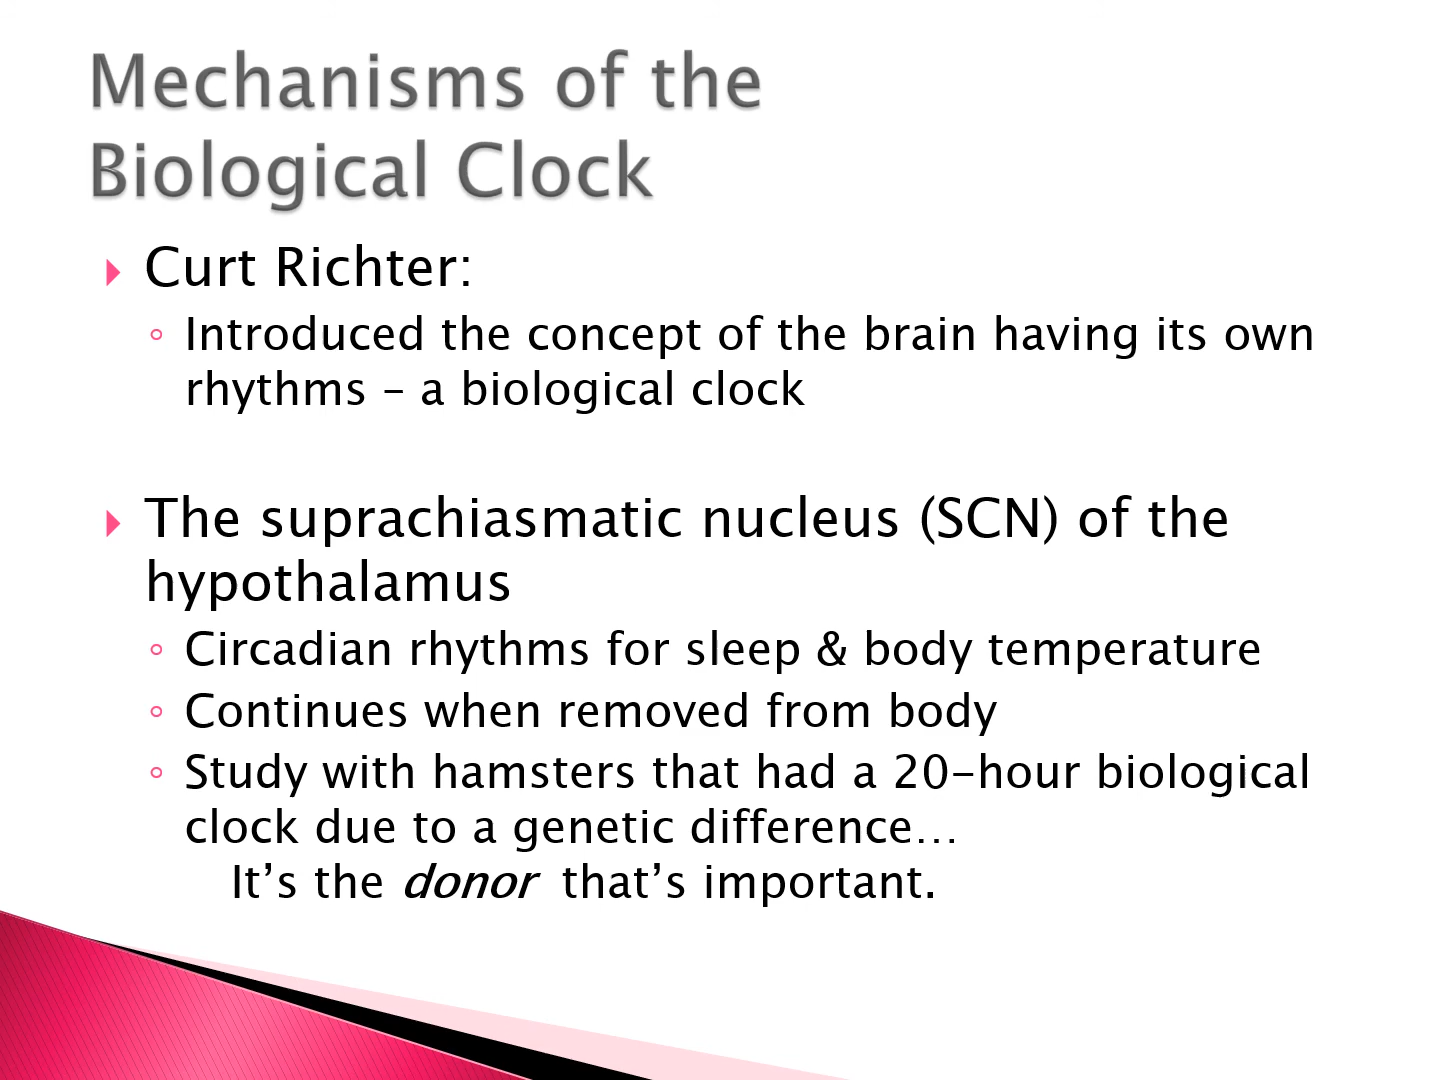 Mechanisms of the
Biological Clock
Curt Richter:
Introduced the concept of the brain having its own
rhythms – a biological clock
The suprachiasmatic nucleus (SCN) of the
hypothalamus
Circadian rhythms for sleep & body temperature
Continues when removed from body
Study with hamsters that had a 20-hour biological
clock due to a genetic difference…
It’s the donor that’s important.